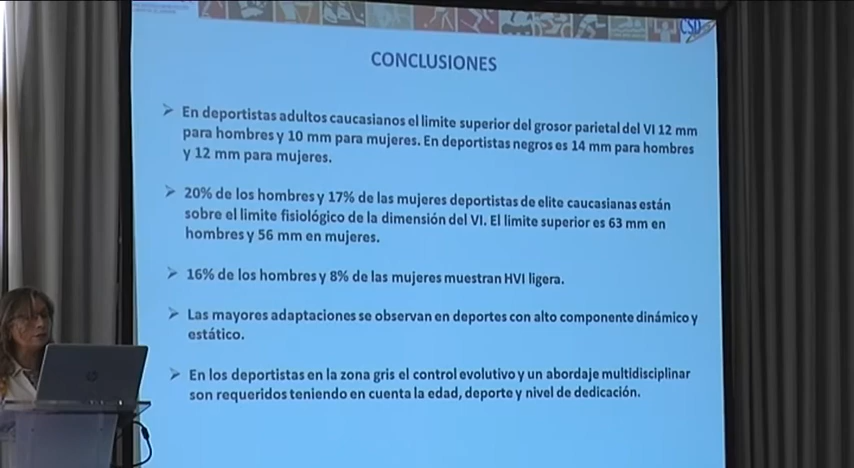 CSD
CONCLUSIONES
➢ En deportistas adultos caucasianos el limite superior del grosor parietal del VI 12 mm
para hombres y 10 mm para mujeres. En deportistas negros es 14 mm para hombres
y 12 mm para mujeres.
➢ 20% de los hombres y 17% de las mujeres deportistas de elite caucasianas están
sobre el limite fisiológico de la dimensión del VI. El limite superior es 63 mm en
hombres y 56 mm en mujeres.
➢ 16% de los hombres y 8% de las mujeres muestran HVI ligera.
➢ Las mayores adaptaciones se observan en deportes con alto componente dinámico y
estático.
➢ En los deportistas en la zona gris el control evolutivo y un abordaje multidisciplinar
son requeridos teniendo en cuenta la edad, deporte y nivel de dedicación.